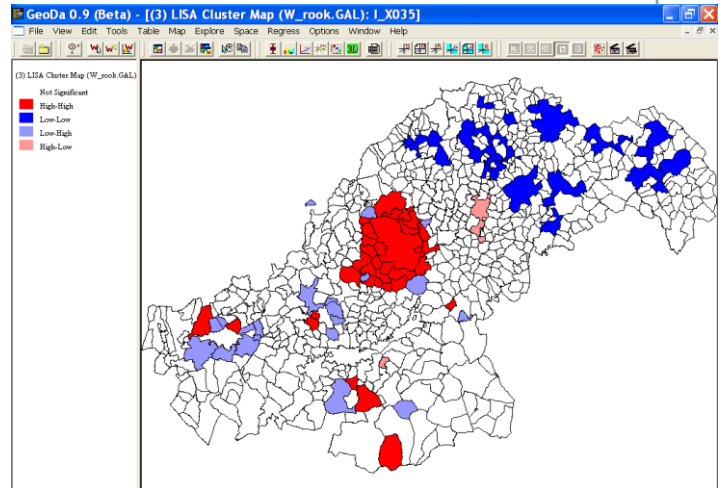 GeoDa 0.9 (Beta) - [(3) LISA Cluster Map (W_rook.GAL): I_X035]
File View Edit Tools Table Map Explore Space Regress Options Window Help
(3) LISA Cluster Map (W_rook.GAL)
Not Significant
High-High
Low-Low
Low-High
High-Low